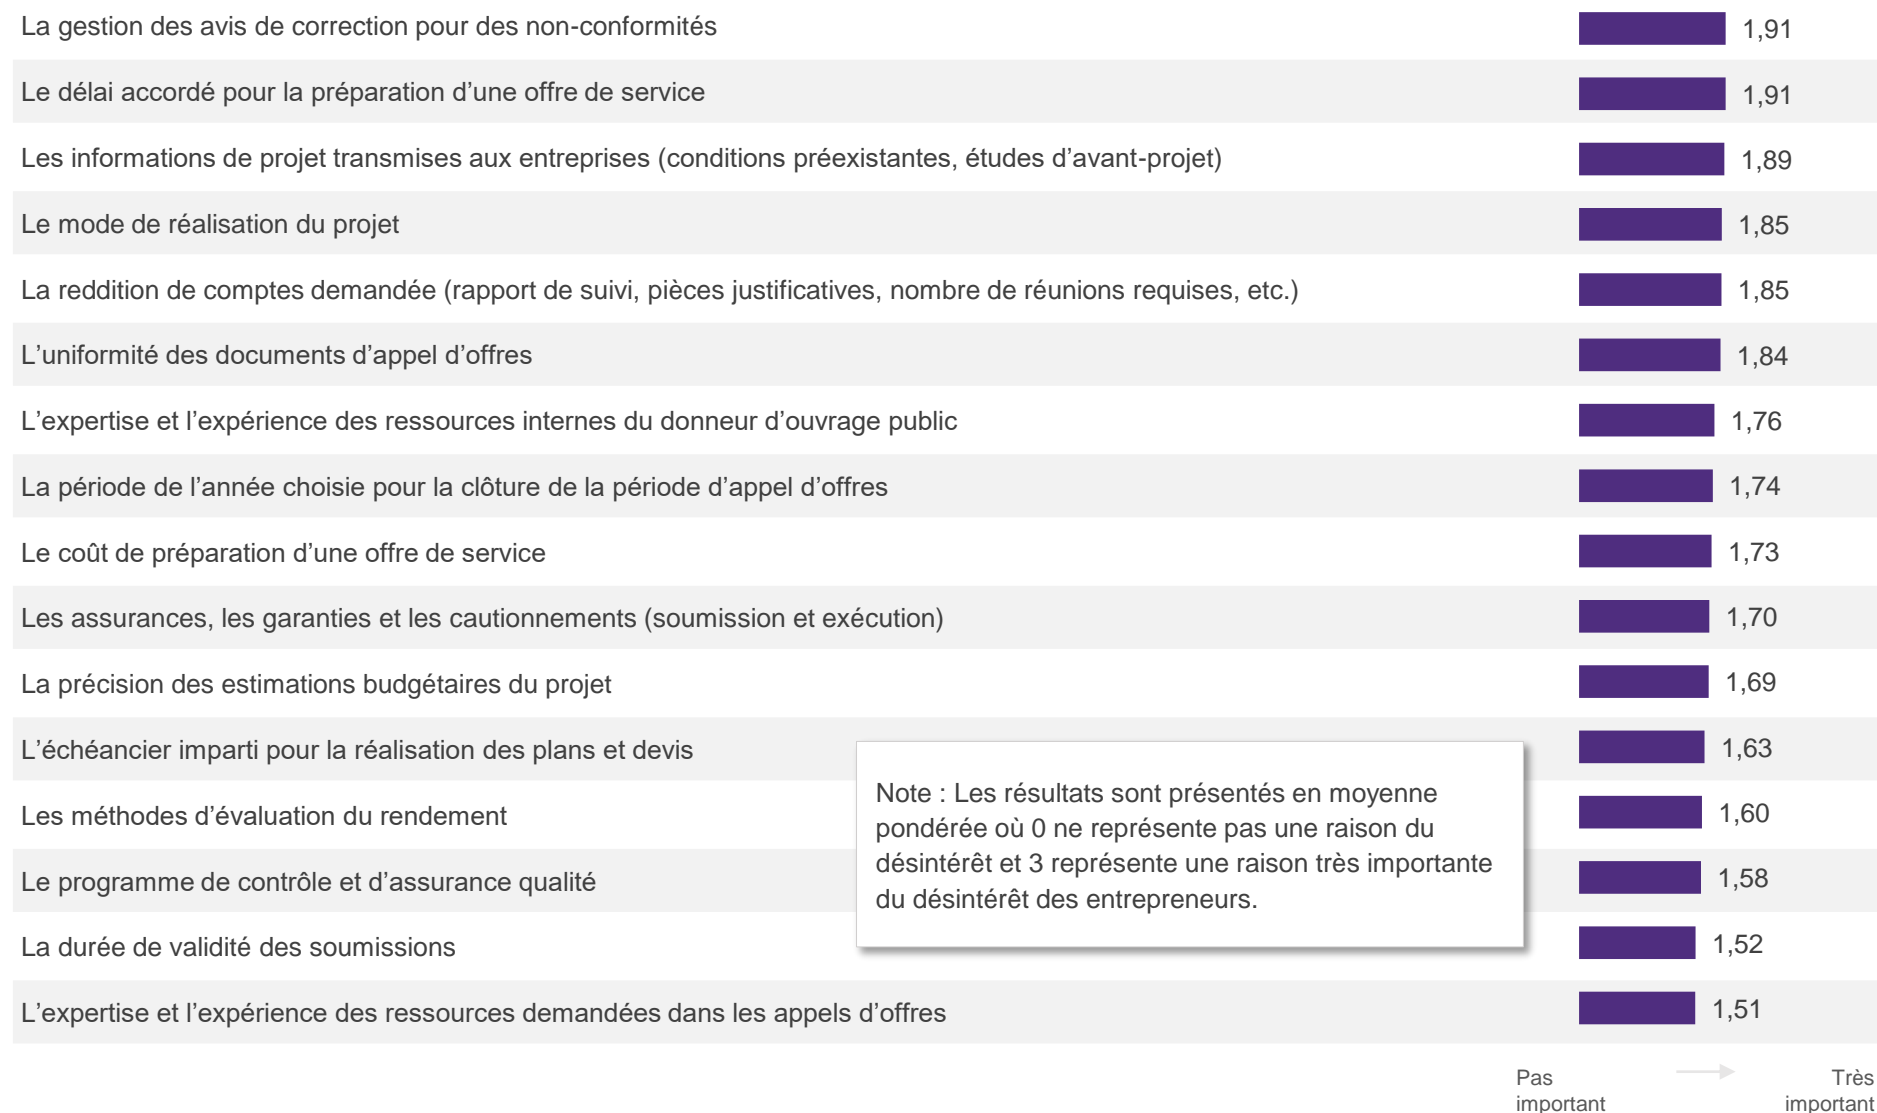 La gestion des avis de correction pour des non-conformités 1,91
Le délai accordé pour la préparation d’une offre de service 1,91
Les informations de projet transmises aux entreprises (conditions préexistantes, études d’avant-projet) 1,89
Le mode de réalisation du projet 1,85
La reddition de comptes demandée (rapport de suivi, pièces justificatives, nombre de réunions requises, etc.) 1,85
L’uniformité des documents d’appel d’offres 1,84
L’expertise et l’expérience des ressources internes du donneur d’ouvrage public 1,76
La période de l’année choisie pour la clôture de la période d’appel d’offres 1,74
Le coût de préparation d’une offre de service 1,73
Les assurances, les garanties et les cautionnements (soumission et exécution) 1,70
La précision des estimations budgétaires du projet 1,69
L’échéancier imparti pour la réalisation des plans et devis 1,63
Les méthodes d’évaluation du rendement 1,60
Le programme de contrôle et d’assurance qualité 1,58
La durée de validité des soumissions 1,52
L’expertise et l’expérience des ressources demandées dans les appels d’offres 1,51
Note : Les résultats sont présentés en moyenne
pondérée où 0 ne représente pas une raison du
désintérêt et 3 représente une raison très importante
du désintérêt des entrepreneurs.
Pas
important
Très
important